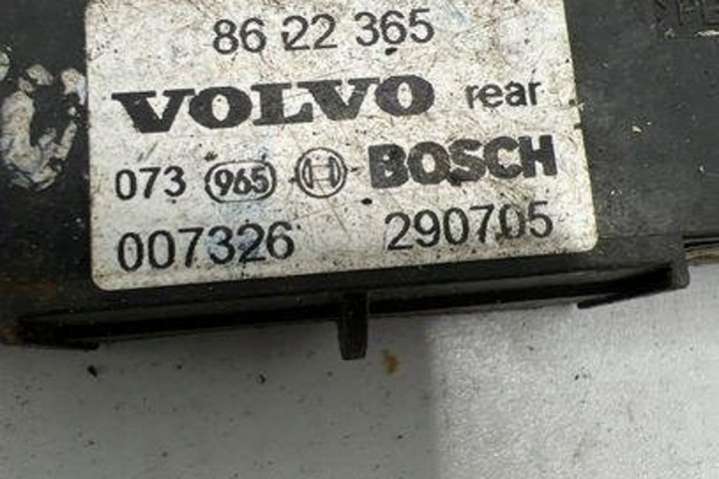 86 22 365
VOLVO rear
073 965 BOSCH
007326 290705